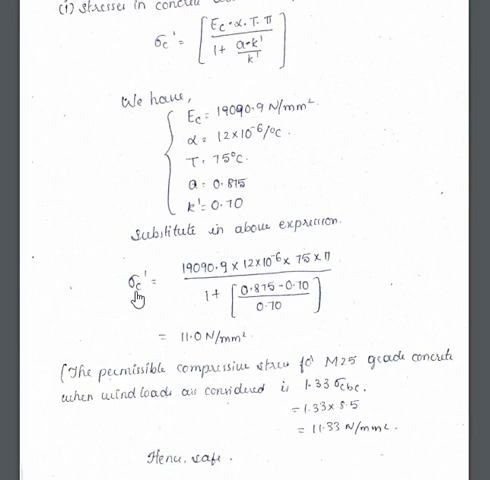 (i) Stresses in concrete
σc' = [ Ec·α·T·π / 1 + a-k'/k' ]
We have,
Ec = 19090.9 N/mm²
α = 12×10⁻⁶/°C.
T = 75°C.
a = 0.875
k' = 0.70
Substitute in above expression.
σc' = 19090.9 × 12×10⁻⁶ × 75 × π / 1 + [ 0.875-0.70 / 0.70 ]
= 11.0 N/mm².
(The permissible compressive stress for M25 grade concrete
when wind loads are considered is 1.33 σcbc.
= 1.33 × 8.5
= 11.33 N/mm².
Hence, safe.